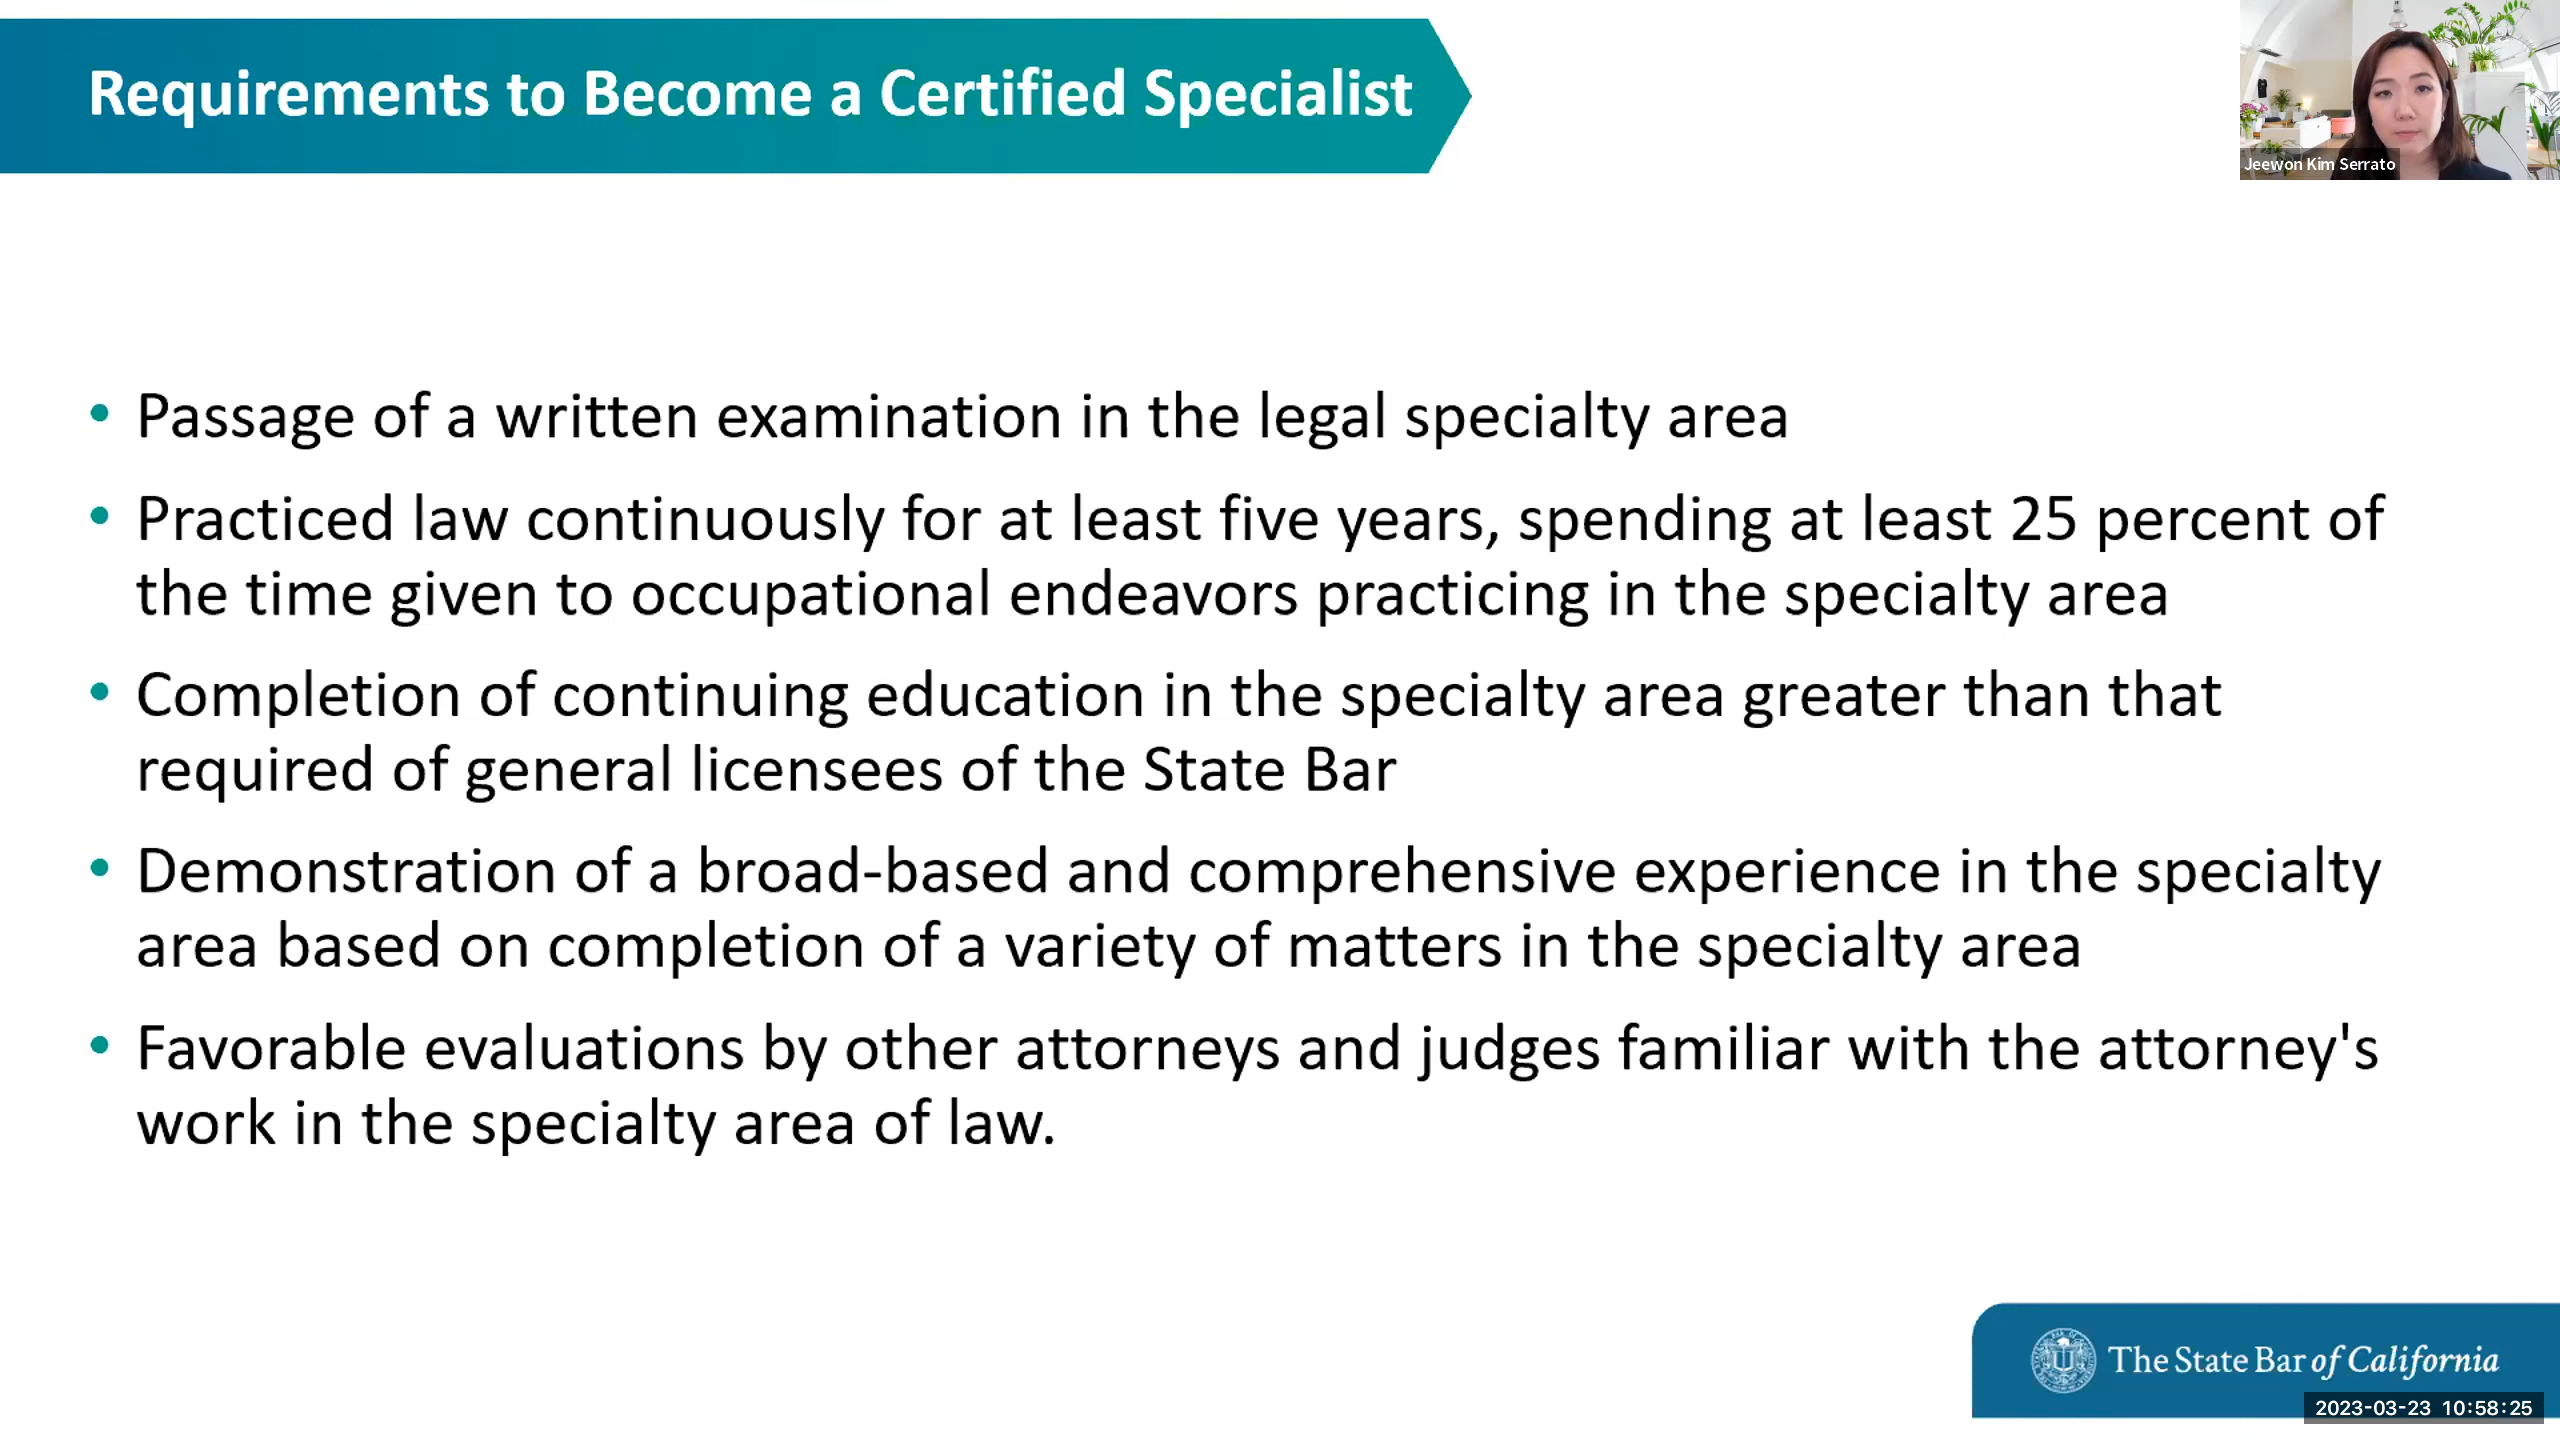 Requirements to Become a Certified Specialist
Jeewon Kim Serrato
• Passage of a written examination in the legal specialty area
• Practiced law continuously for at least five years, spending at least 25 percent of
the time given to occupational endeavors practicing in the specialty area
• Completion of continuing education in the specialty area greater than that
required of general licensees of the State Bar
• Demonstration of a broad-based and comprehensive experience in the specialty
area based on completion of a variety of matters in the specialty area
• Favorable evaluations by other attorneys and judges familiar with the attorney's
work in the specialty area of law.
The State Bar of California
2023-03-23 10:58:25